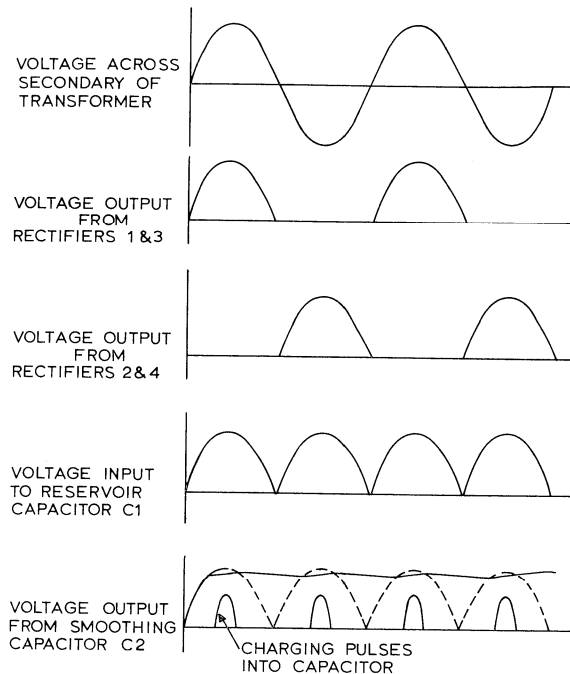 VOLTAGE ACROSS
SECONDARY OF
TRANSFORMER
VOLTAGE OUTPUT
FROM
RECTIFIERS 1&3
VOLTAGE OUTPUT
FROM
RECTIFIERS 2&4
VOLTAGE INPUT
TO RESERVOIR
CAPACITOR C1
VOLTAGE OUTPUT
FROM SMOOTHING
CAPACITOR C2
CHARGING PULSES
INTO CAPACITOR